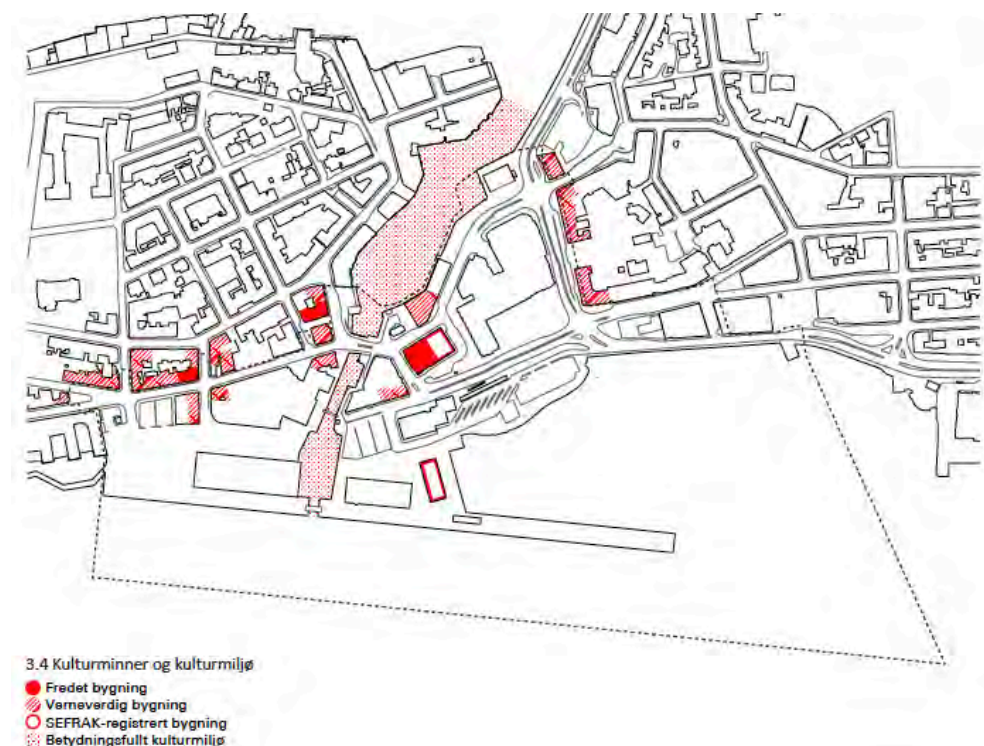 3.4 Kulturminner og kulturmiljø
Fredet bygning
Verneverdig bygning
SEFRAK-registrert bygning
Betydningsfullt kulturmiljø